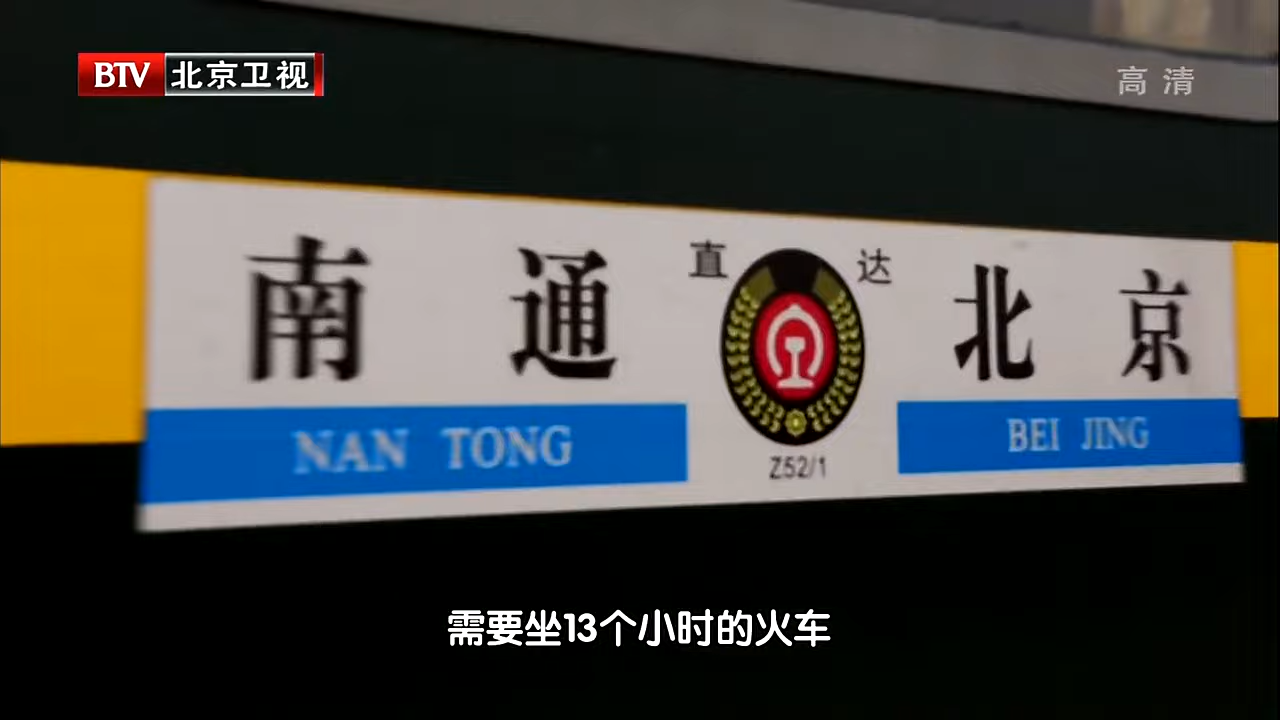 BTV 北京卫视
高清
南通 直达 北京
NAN TONG
BEI JING
Z52/1
需要坐13个小时的火车